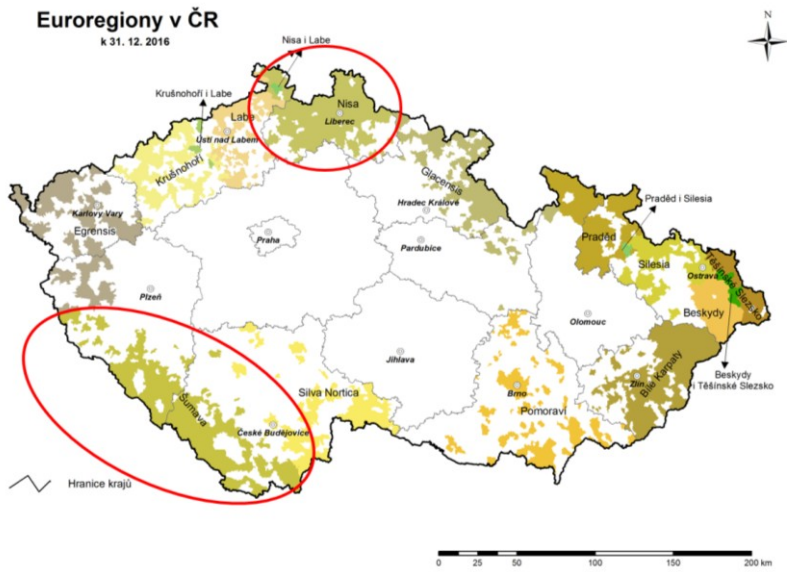 Euroregiony v ČR
k 31. 12. 2016
N
Nisa i Labe
Krušnohoří i Labe
Labe
Nisa
Liberec
Ústí nad Labem
Krušnohoří
Glacensis
Hradec Králové
Karlovy Vary
Egrensis
Praha
Pardubice
Praděd i Silesia
Praděd
Silesia
Ostrava
Těšínské Slezsko
Plzeň
Olomouc
Beskydy
Jihlava
Beskydy
i Těšínské Slezsko
Bílé Karpaty
Zlín
Šumava
Silva Nortica
Brno
Pomoraví
České Budějovice
Hranice krajů
0 25 50 100 150 200 km